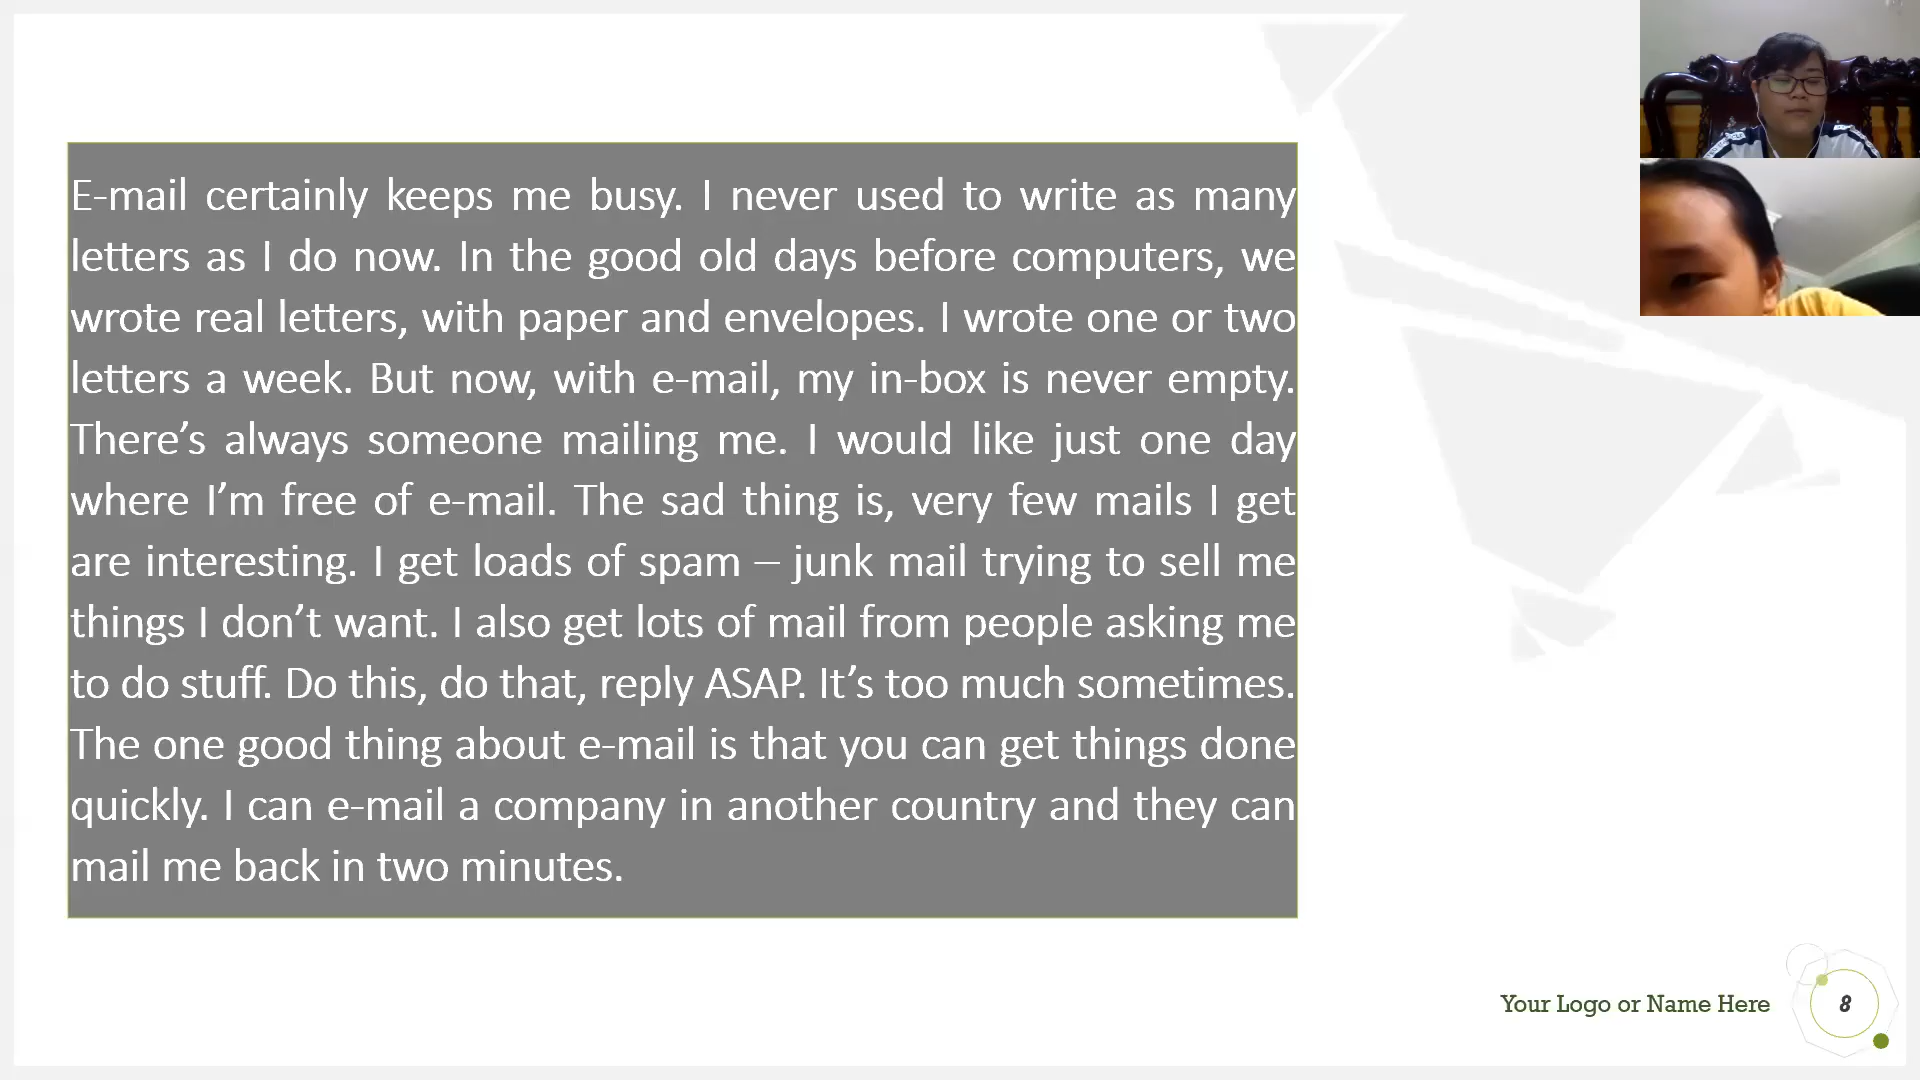 E-mail certainly keeps me busy. I never used to write as many
letters as I do now. In the good old days before computers, we
wrote real letters, with paper and envelopes. I wrote one or two
letters a week. But now, with e-mail, my in-box is never empty.
There’s always someone mailing me. I would like just one day
where I’m free of e-mail. The sad thing is, very few mails I get
are interesting. I get loads of spam – junk mail trying to sell me
things I don’t want. I also get lots of mail from people asking me
to do stuff. Do this, do that, reply ASAP. It’s too much sometimes.
The one good thing about e-mail is that you can get things done
quickly. I can e-mail a company in another country and they can
mail me back in two minutes.
Your Logo or Name Here
8